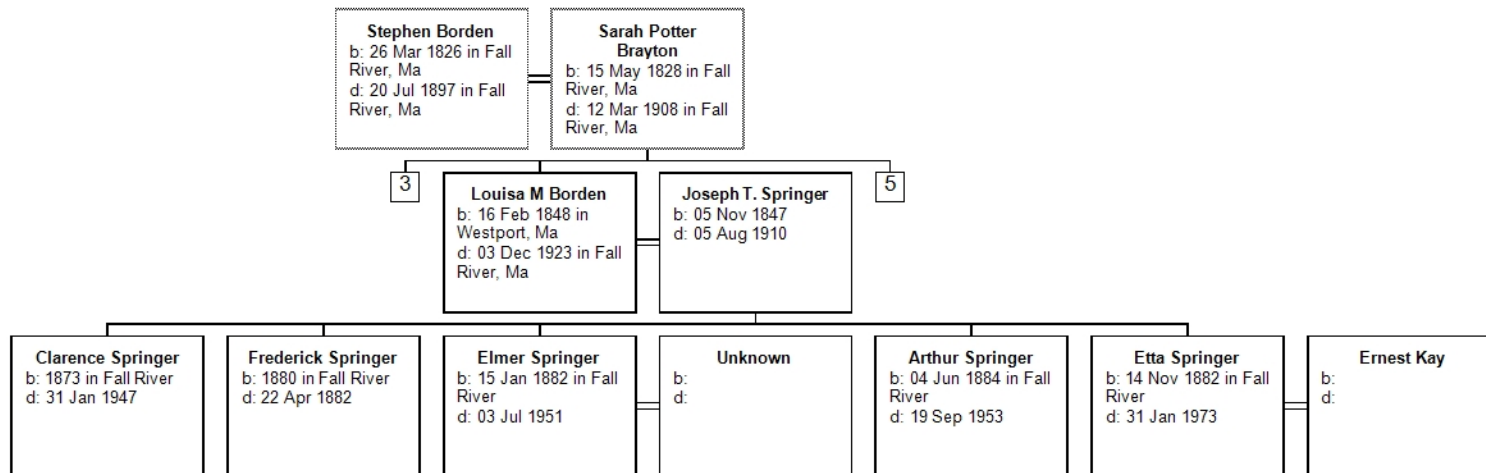 Stephen Borden
b: 26 Mar 1826 in Fall
River, Ma
d: 20 Jul 1897 in Fall
River, Ma
Sarah Potter
Brayton
b: 15 May 1828 in Fall
River, Ma
d: 12 Mar 1908 in Fall
River, Ma
3
Louisa M Borden
b: 16 Feb 1848 in
Westport, Ma
d: 03 Dec 1923 in Fall
River, Ma
Joseph T. Springer
b: 05 Nov 1847
d: 05 Aug 1910
5
Clarence Springer
b: 1873 in Fall River
d: 31 Jan 1947
Frederick Springer
b: 1880 in Fall River
d: 22 Apr 1882
Elmer Springer
b: 15 Jan 1882 in Fall
River
d: 03 Jul 1951
Unknown
b:
d:
Arthur Springer
b: 04 Jun 1884 in Fall
River
d: 19 Sep 1953
Etta Springer
b: 14 Nov 1882 in Fall
River
d: 31 Jan 1973
Ernest Kay
b:
d: